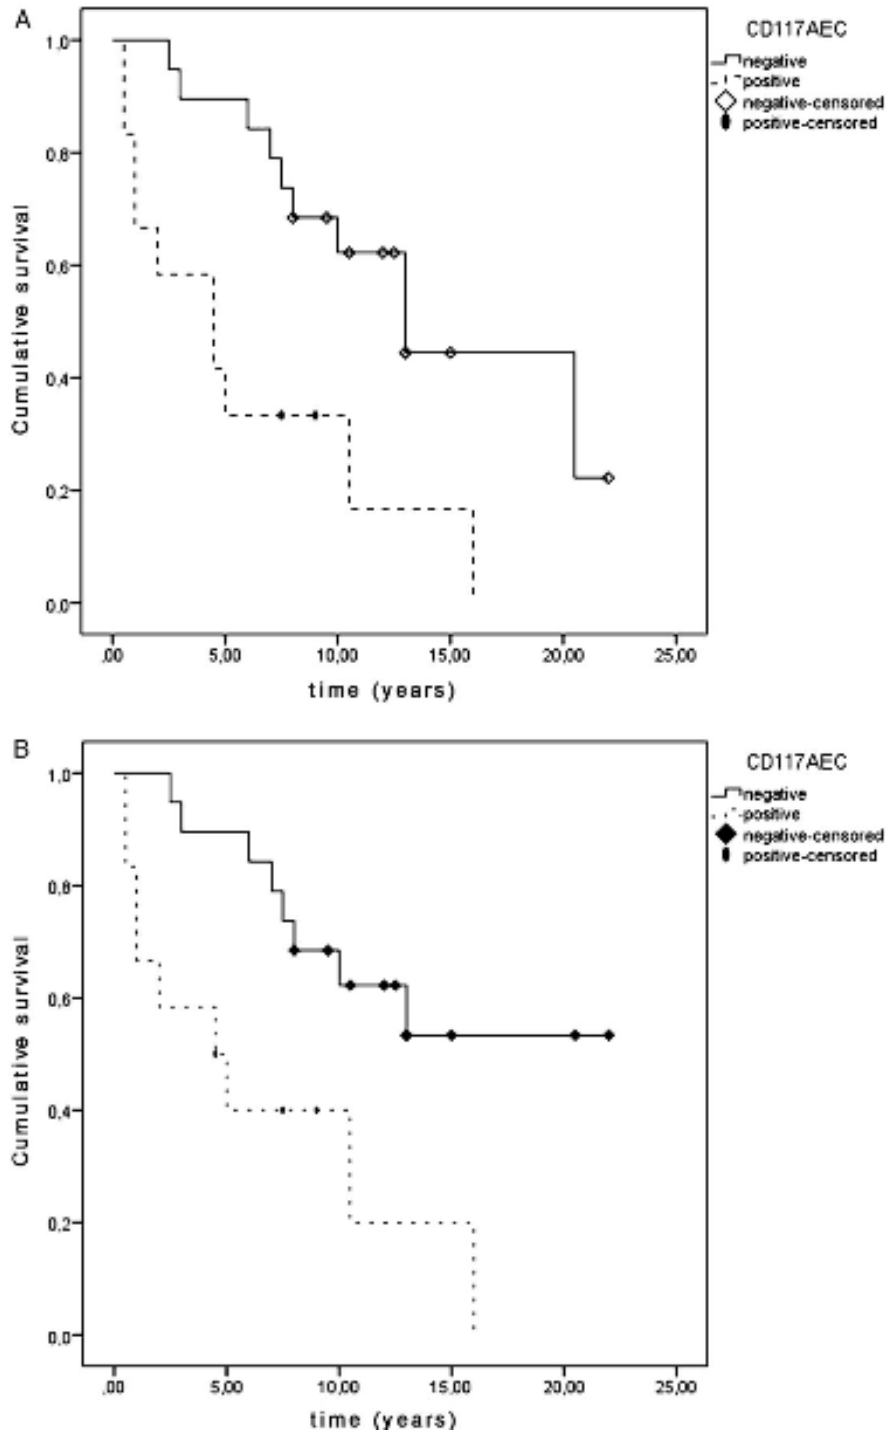 A
CD117AEC
negative
positive
negative-censored
positive-censored
Cumulative survival
1,0
0,8
0,6
0,4
0,2
0,0
,00 5,00 10,00 15,00 20,00 25,00
time (years)
B
CD117AEC
negative
positive
negative-censored
positive-censored
Cumulative survival
1,0
0,8
0,6
0,4
0,2
0,0
,00 5,00 10,00 15,00 20,00 25,00
time (years)